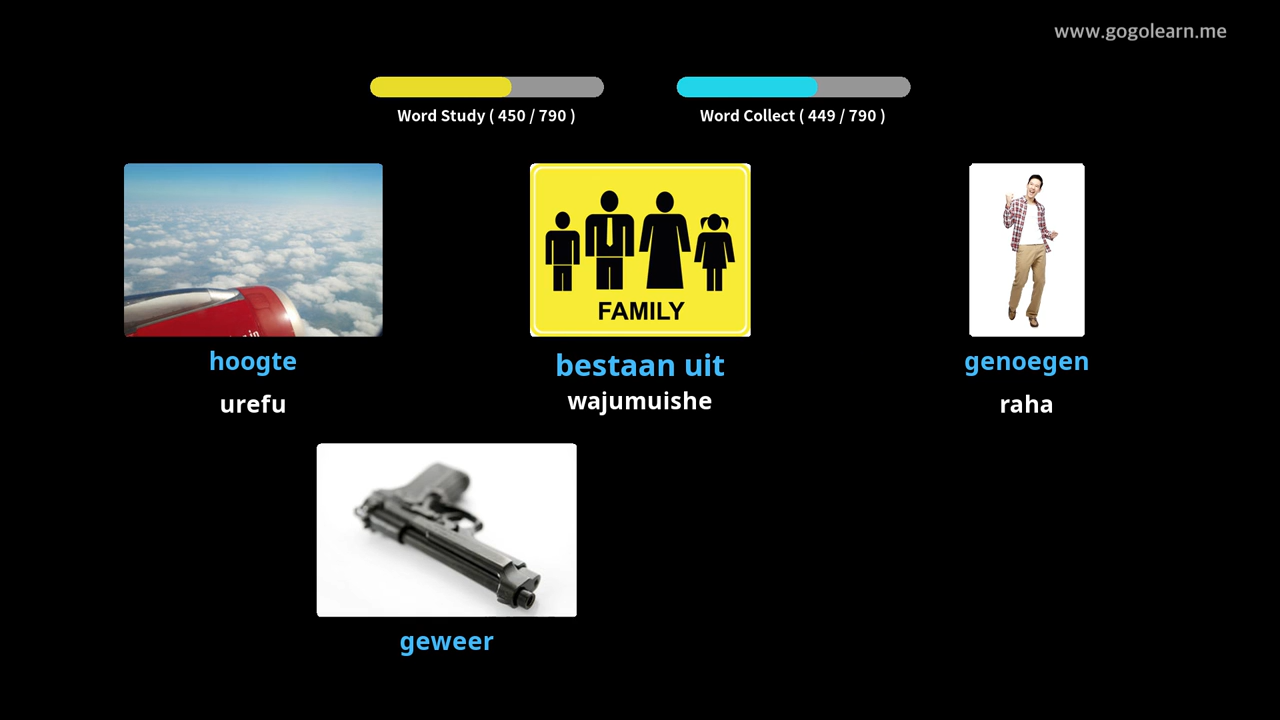 www.gogolearn.me
Word Study ( 450 / 790 )
Word Collect ( 449 / 790 )
FAMILY
hoogte
bestaan uit
genoegen
urefu
wajumuishe
raha
geweer